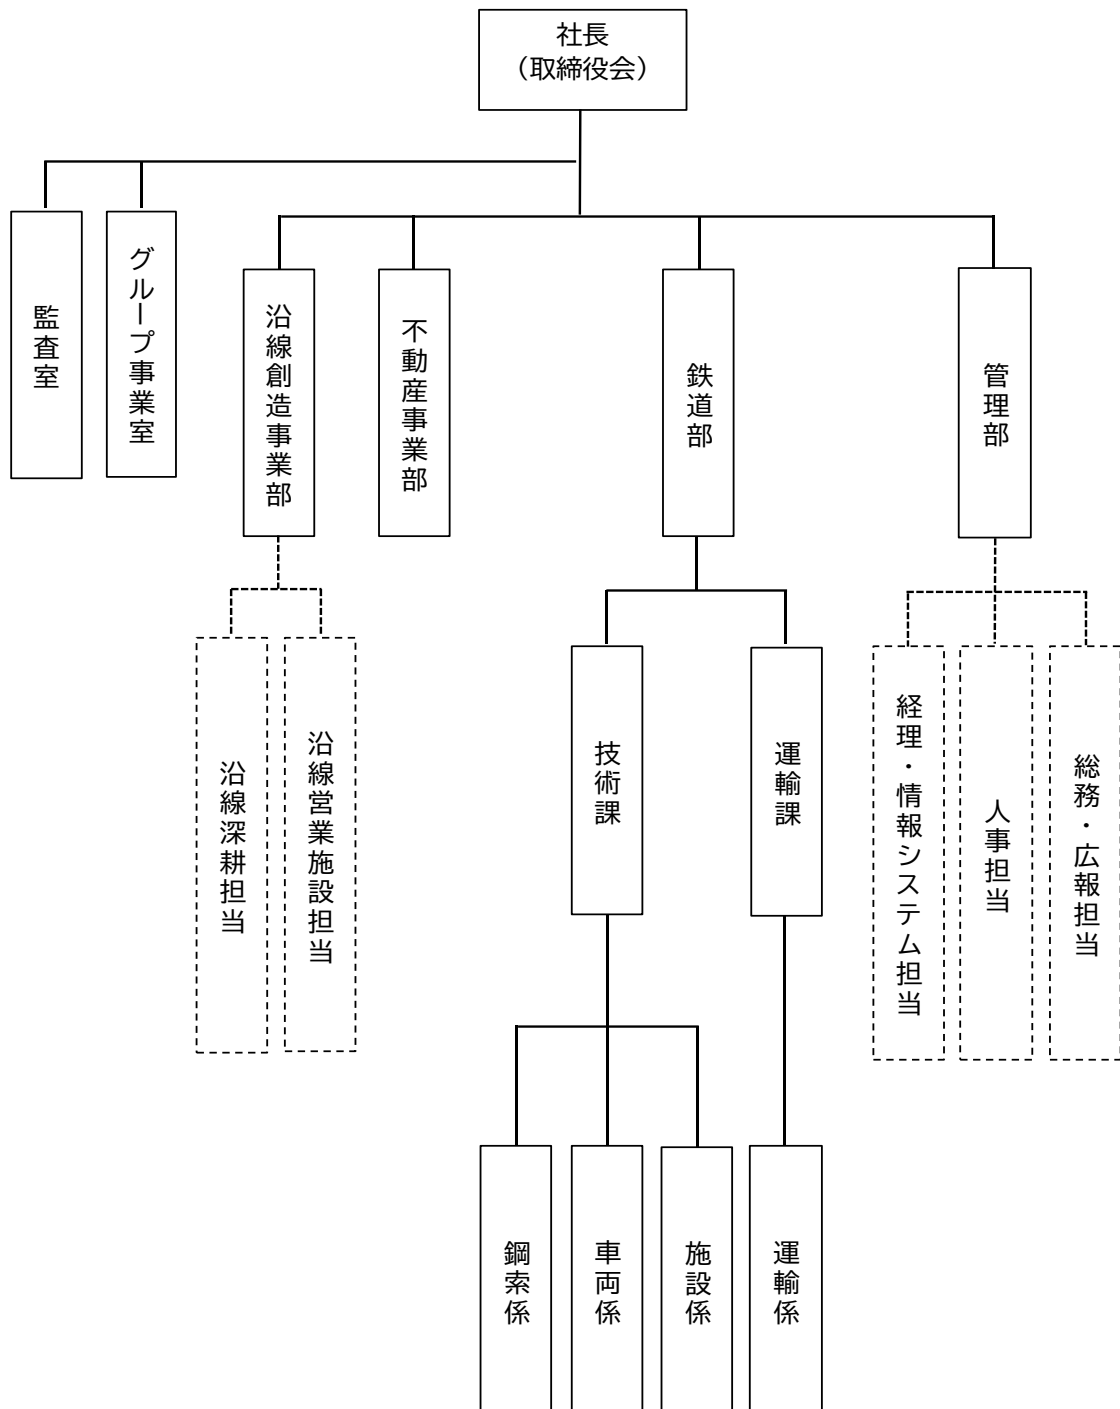 社長
（取締役会）
監査室
グループ事業室
沿線創造事業部
不動産事業部
鉄道部
管理部
沿線深耕担当
沿線営業施設担当
技術課
運輸課
経理・情報システム担当
人事担当
総務・広報担当
鋼索係
車両係
施設係
運輸係